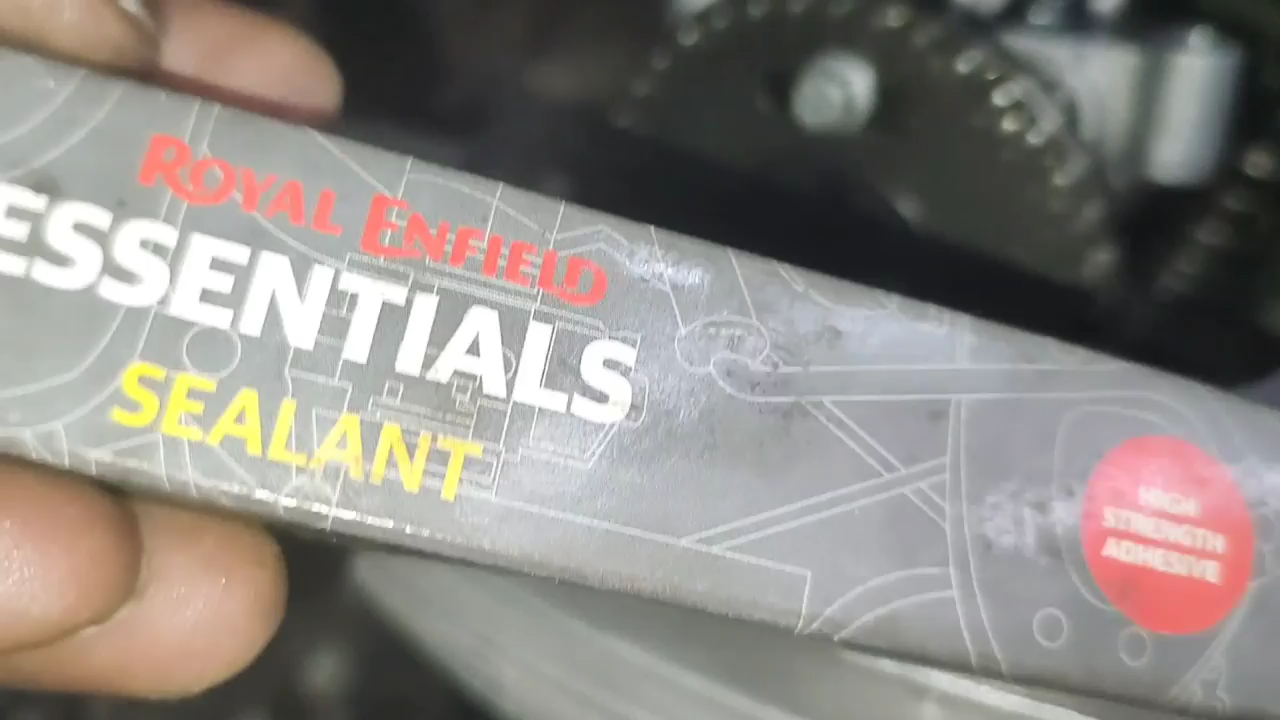 ROYAL ENFIELD
ESSENTIALS
SEALANT
HIGH
STRENGTH
ADHESIVE